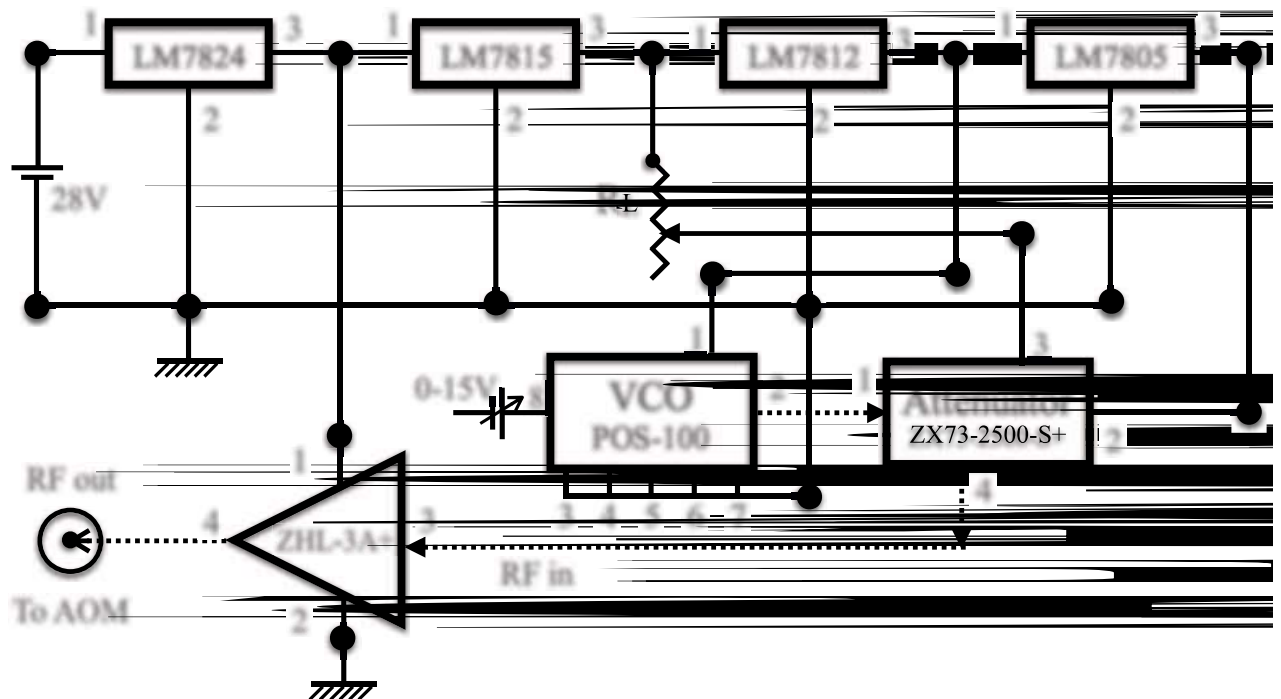 1 LM7824 3 1 LM7815 3 1 LM7812 3 1 LM7805 3
2 2 2 2
28V
RL
1 3
0-15V 8 VCO 2 1 Attenuator
POS-100 ZX73-2500-S+ 2
1
RF out 4
3 4 5 6 7
4 ZHL-3A+ 3
RF in
To AOM
2